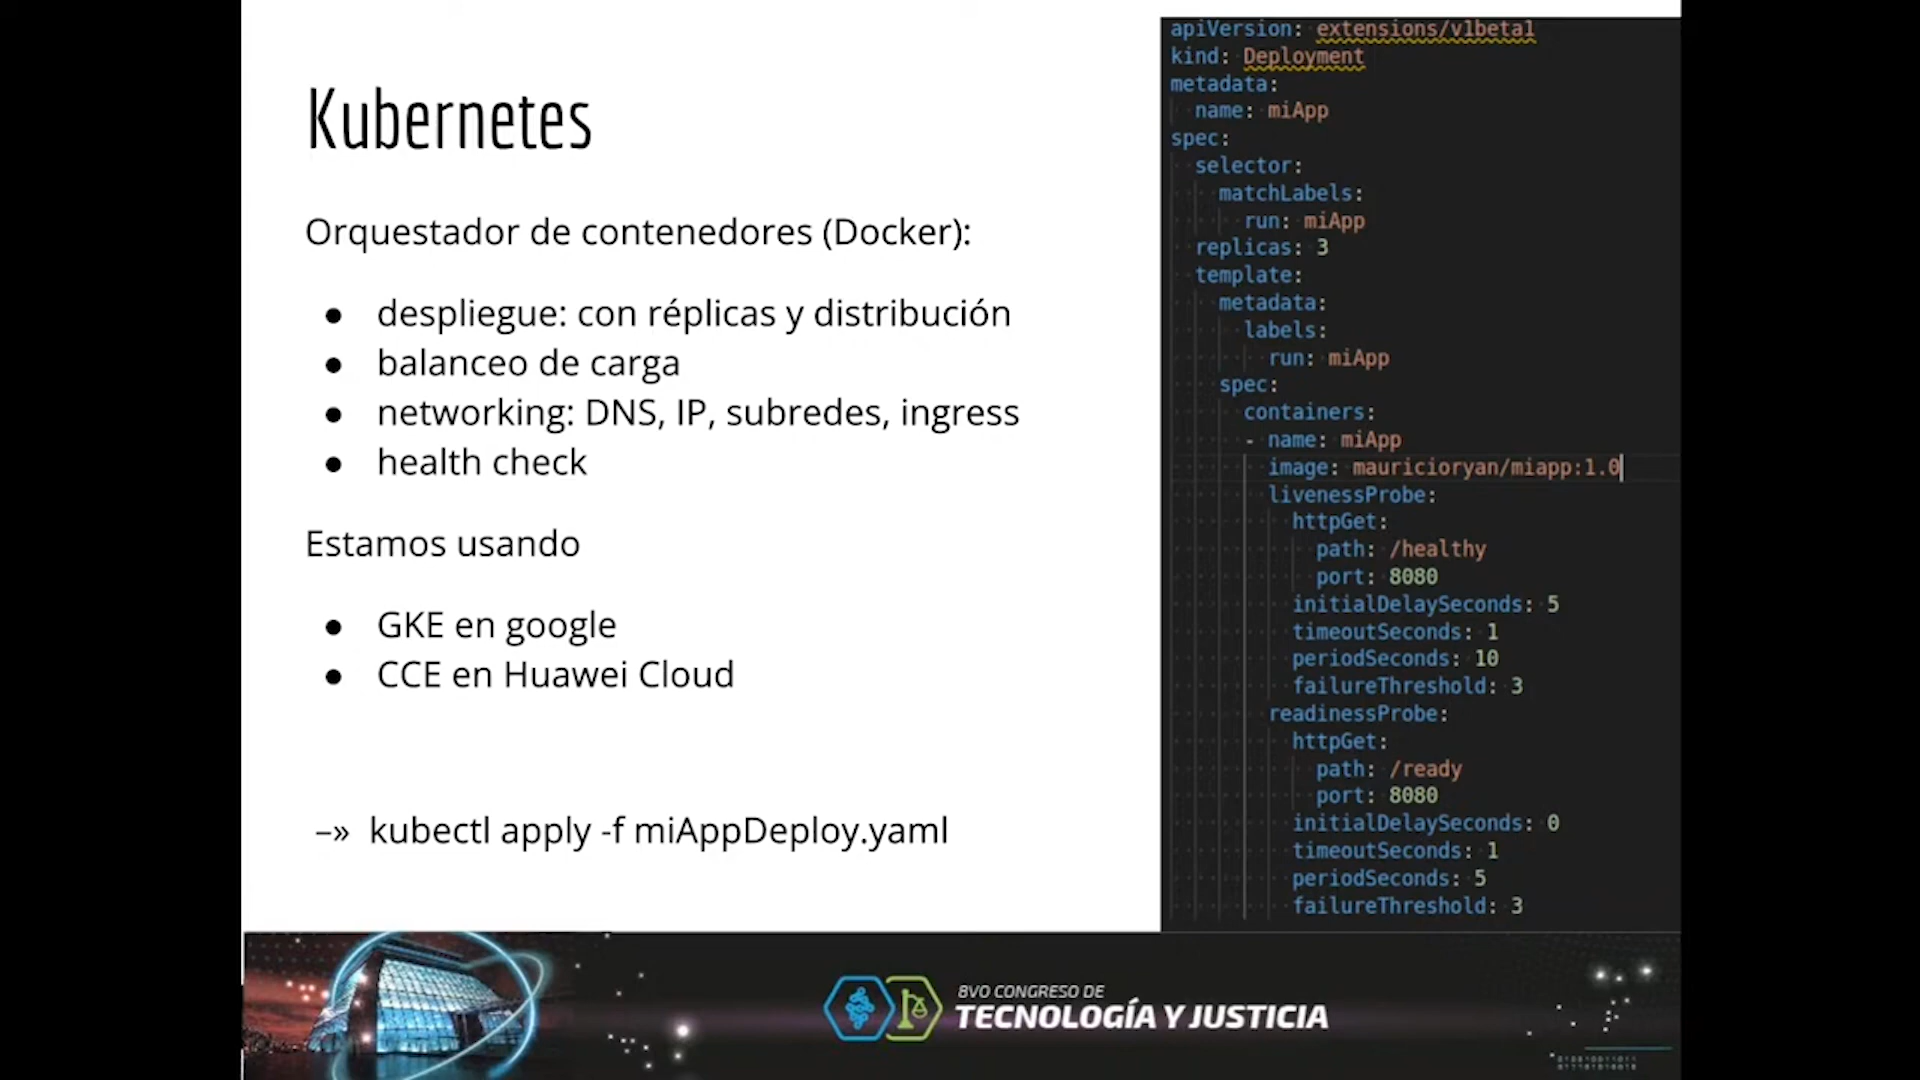 Kubernetes
Orquestador de contenedores (Docker):
● despliegue: con réplicas y distribución
● balanceo de carga
● networking: DNS, IP, subredes, ingress
● health check
Estamos usando
● GKE en google
● CCE en Huawei Cloud
–» kubectl apply -f miAppDeploy.yaml
apiVersion: extensions/v1beta1
kind: Deployment
metadata:
  name: miApp
spec:
  selector:
    matchLabels:
      run: miApp
  replicas: 3
  template:
    metadata:
      labels:
        run: miApp
    spec:
      containers:
      - name: miApp
        image: mauricioryan/miapp:1.0
        livenessProbe:
          httpGet:
            path: /healthy
            port: 8080
          initialDelaySeconds: 5
          timeoutSeconds: 1
          periodSeconds: 10
          failureThreshold: 3
        readinessProbe:
          httpGet:
            path: /ready
            port: 8080
          initialDelaySeconds: 0
          timeoutSeconds: 1
          periodSeconds: 5
          failureThreshold: 3
8VO CONGRESO DE
TECNOLOGÍA Y JUSTICIA